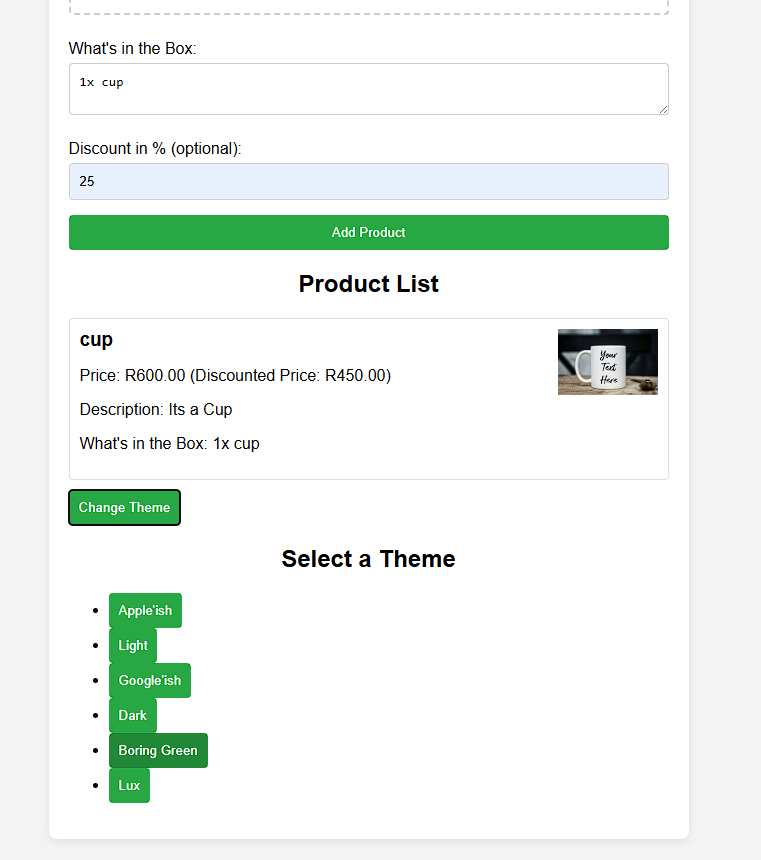 What's in the Box:
1x cup
Discount in % (optional):
25
Add Product
Product List
cup
Your
Text
Here
Price: R600.00 (Discounted Price: R450.00)
Description: Its a Cup
What's in the Box: 1x cup
Change Theme
Select a Theme
Apple'ish
Light
Google'ish
Dark
Boring Green
Lux